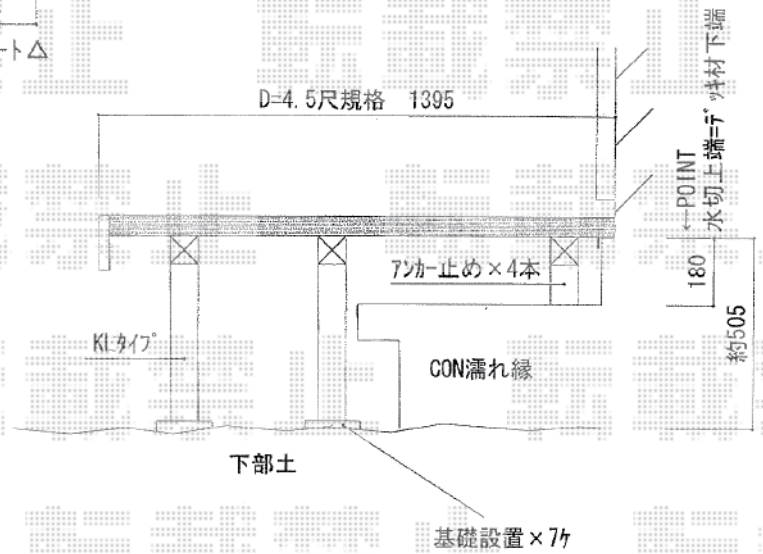 ート△
D=4.5尺規格 1395
←POINT
水切上端=デッキ材下端
アンカー止め×4本
180
約505
KLタイプ
CON濡れ縁
下部土
基礎設置×7ケ